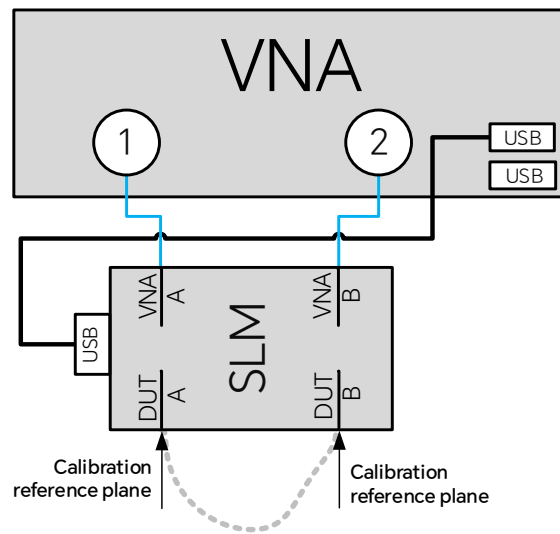 VNA
1
2
USB
USB
VNA
A
VNA
B
USB
SLM
DUT
A
DUT
B
Calibration
reference plane
Calibration
reference plane